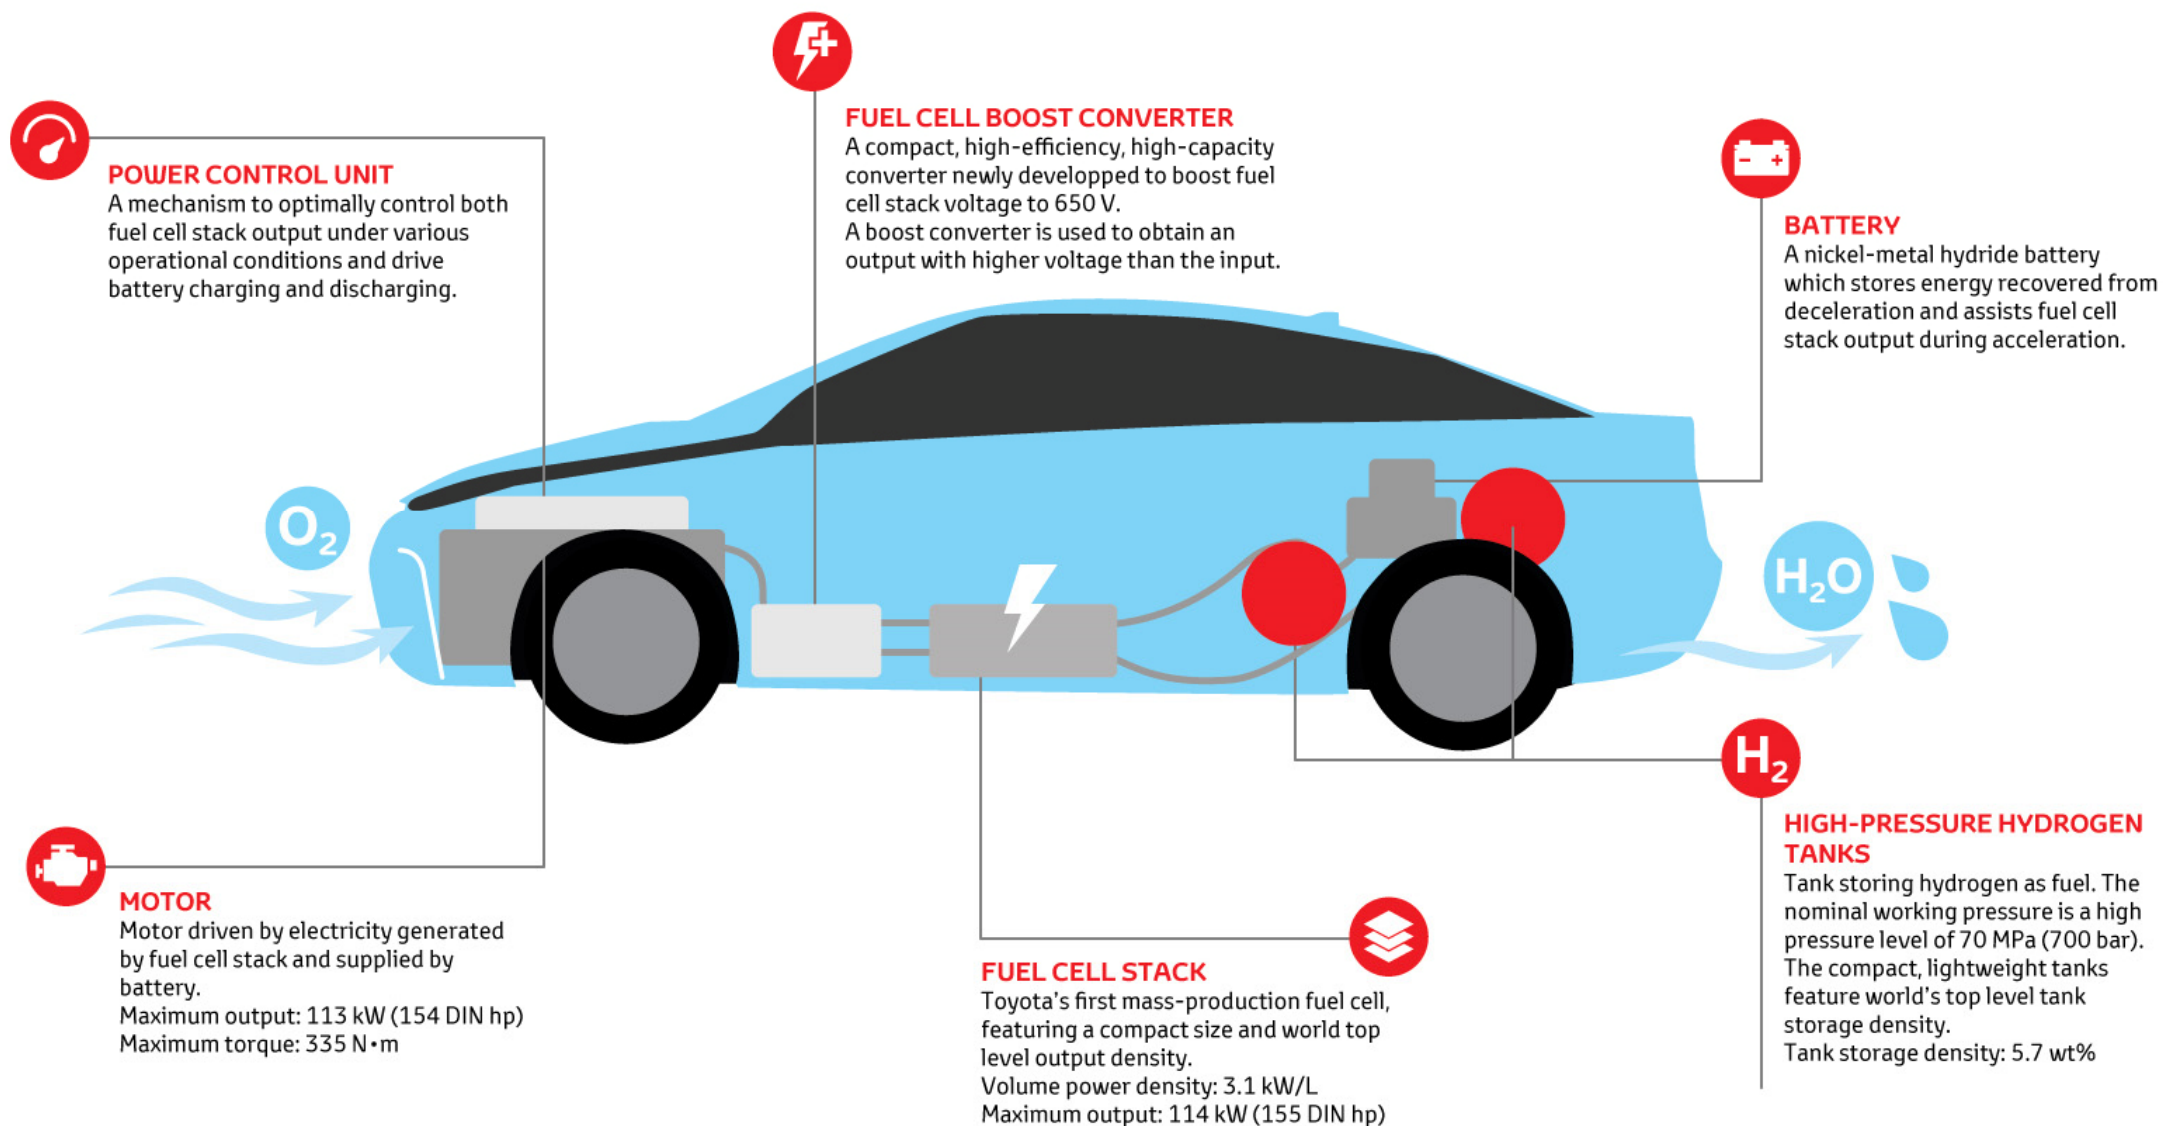 POWER CONTROL UNIT
A mechanism to optimally control both
fuel cell stack output under various
operational conditions and drive
battery charging and discharging.
FUEL CELL BOOST CONVERTER
A compact, high-efficiency, high-capacity
converter newly developped to boost fuel
cell stack voltage to 650 V.
A boost converter is used to obtain an
output with higher voltage than the input.
- +
BATTERY
A nickel-metal hydride battery
which stores energy recovered from
deceleration and assists fuel cell
stack output during acceleration.
O₂
H₂O
MOTOR
Motor driven by electricity generated
by fuel cell stack and supplied by
battery.
Maximum output: 113 kW (154 DIN hp)
Maximum torque: 335 N•m
FUEL CELL STACK
Toyota's first mass-production fuel cell,
featuring a compact size and world top
level output density.
Volume power density: 3.1 kW/L
Maximum output: 114 kW (155 DIN hp)
H₂
HIGH-PRESSURE HYDROGEN
TANKS
Tank storing hydrogen as fuel. The
nominal working pressure is a high
pressure level of 70 MPa (700 bar).
The compact, lightweight tanks
feature world's top level tank
storage density.
Tank storage density: 5.7 wt%